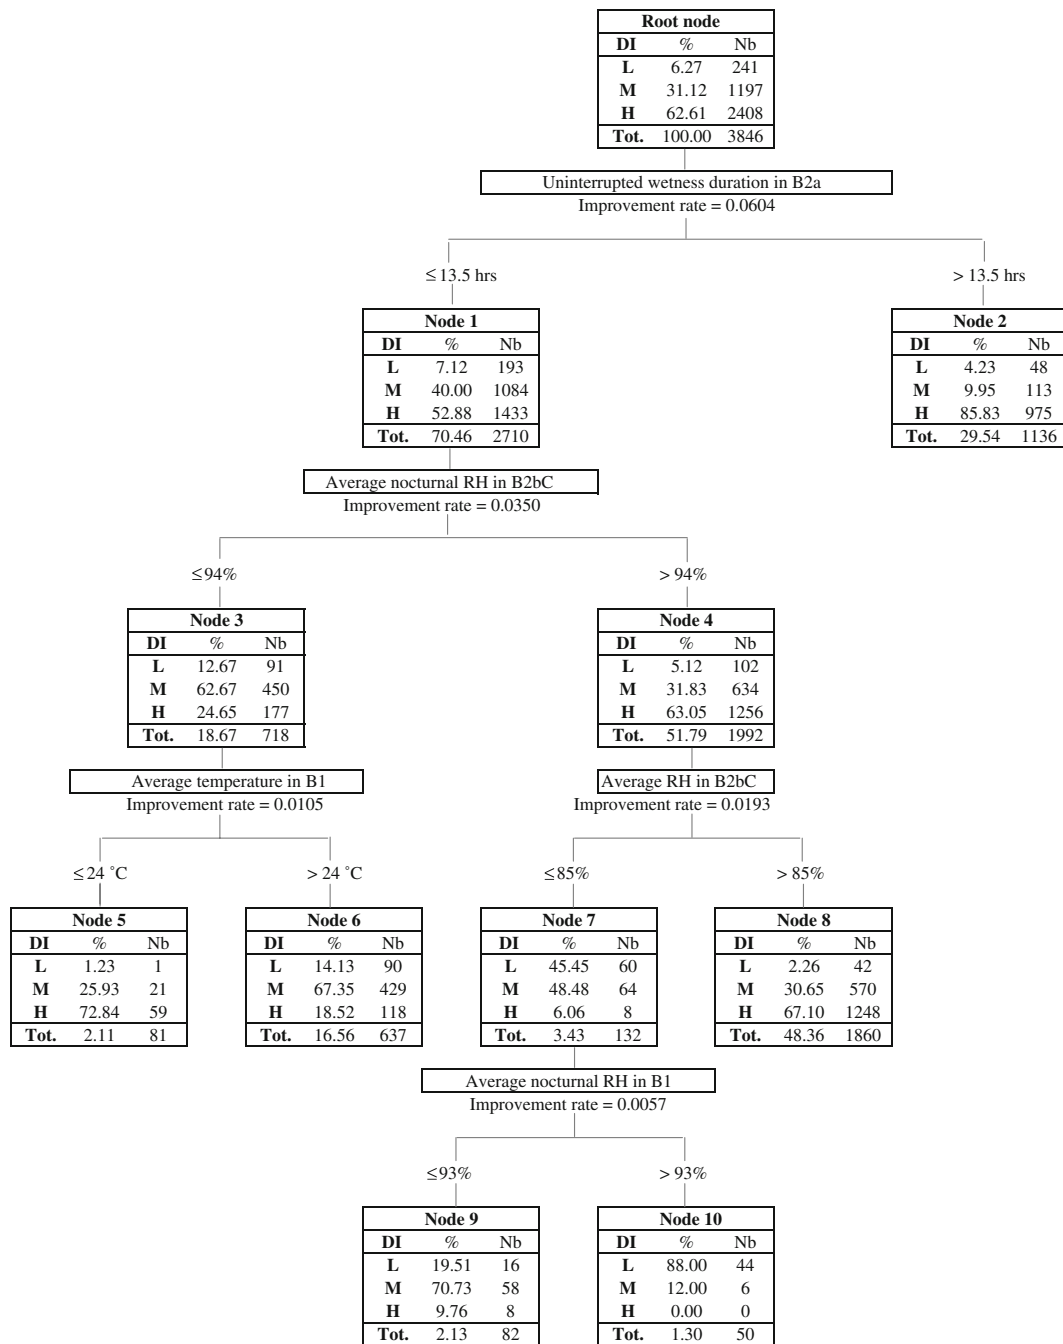 Root node
DI % Nb
L 6.27 241
M 31.12 1197
H 62.61 2408
Tot. 100.00 3846
Uninterrupted wetness duration in B2a
Improvement rate = 0.0604
≤ 13.5 hrs
> 13.5 hrs
Node 1
DI % Nb
L 7.12 193
M 40.00 1084
H 52.88 1433
Tot. 70.46 2710
Node 2
DI % Nb
L 4.23 48
M 9.95 113
H 85.83 975
Tot. 29.54 1136
Average nocturnal RH in B2bC
Improvement rate = 0.0350
≤94%
> 94%
Node 3
DI % Nb
L 12.67 91
M 62.67 450
H 24.65 177
Tot. 18.67 718
Node 4
DI % Nb
L 5.12 102
M 31.83 634
H 63.05 1256
Tot. 51.79 1992
Average temperature in B1
Improvement rate = 0.0105
Average RH in B2bC
Improvement rate = 0.0193
≤ 24 ˚C
> 24 ˚C
≤85%
> 85%
Node 5
DI % Nb
L 1.23 1
M 25.93 21
H 72.84 59
Tot. 2.11 81
Node 6
DI % Nb
L 14.13 90
M 67.35 429
H 18.52 118
Tot. 16.56 637
Node 7
DI % Nb
L 45.45 60
M 48.48 64
H 6.06 8
Tot. 3.43 132
Node 8
DI % Nb
L 2.26 42
M 30.65 570
H 67.10 1248
Tot. 48.36 1860
Average nocturnal RH in B1
Improvement rate = 0.0057
≤93%
> 93%
Node 9
DI % Nb
L 19.51 16
M 70.73 58
H 9.76 8
Tot. 2.13 82
Node 10
DI % Nb
L 88.00 44
M 12.00 6
H 0.00 0
Tot. 1.30 50